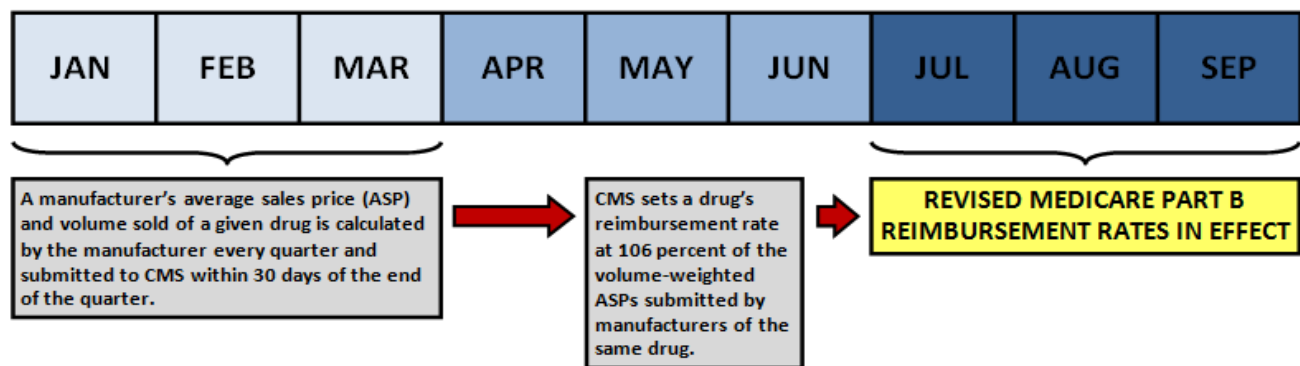 JAN FEB MAR APR MAY JUN JUL AUG SEP
A manufacturer's average sales price (ASP)
and volume sold of a given drug is calculated
by the manufacturer every quarter and
submitted to CMS within 30 days of the end
of the quarter.
CMS sets a drug's
reimbursement rate
at 106 percent of the
volume-weighted
ASPs submitted by
manufacturers of the
same drug.
REVISED MEDICARE PART B
REIMBURSEMENT RATES IN EFFECT